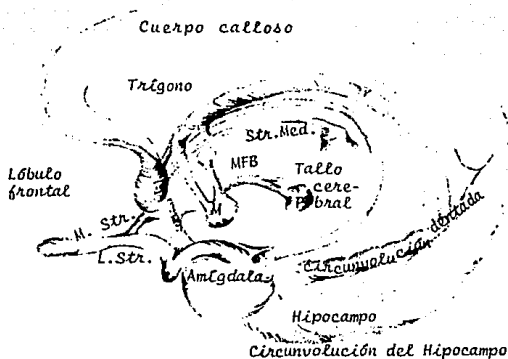 Cuerpo calloso
Trígono
Str.Med.
MFB
Tallo
cere-
bral
Lóbulo
frontal
M
P
M. Str.
L.Str.
Amígdala
Circunvolución dentada
Hipocampo
Circunvolución del Hipocampo